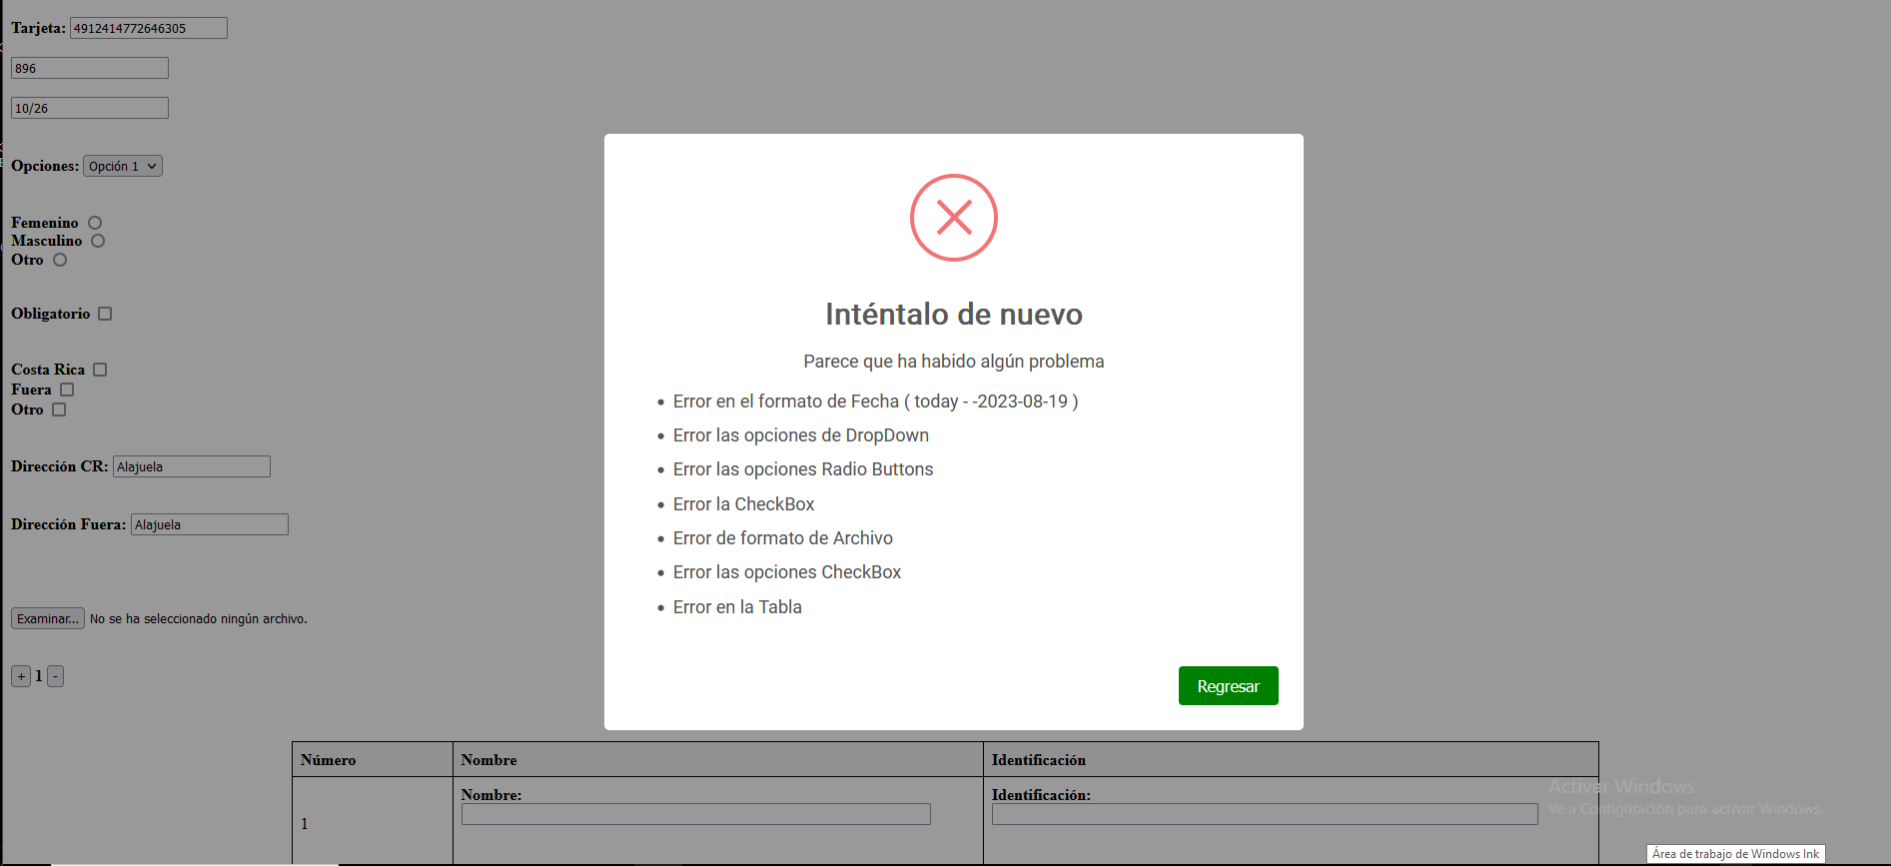 Tarjeta: 4912414772646305
896
10/26
Opciones: Opción 1
Femenino
Masculino
Otro
Obligatorio
Costa Rica
Fuera
Otro
Dirección CR: Alajuela
Dirección Fuera: Alajuela
Examinar... No se ha seleccionado ningún archivo.
+ 1 -
Inténtalo de nuevo
Parece que ha habido algún problema
Error en el formato de Fecha ( today - -2023-08-19 )
Error las opciones de DropDown
Error las opciones Radio Buttons
Error la CheckBox
Error de formato de Archivo
Error las opciones CheckBox
Error en la Tabla
Regresar
Número Nombre Identificación
Nombre: Identificación:
1
Activar Windows
Ve a Configuración para activar Windows.
Área de trabajo de Windows Ink